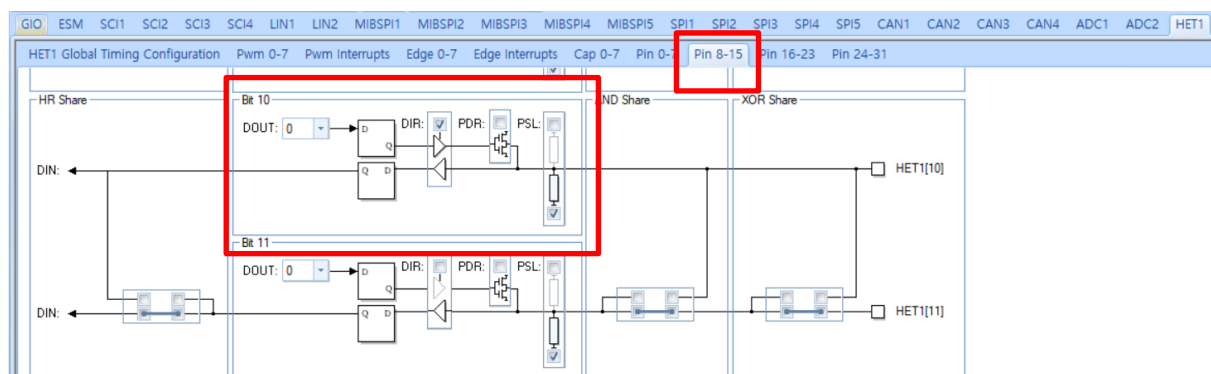 GIO ESM SCI1 SCI2 SCI3 SCI4 LIN1 LIN2 MIBSPI1 MIBSPI2 MIBSPI3 MIBSPI4 MIBSPI5 SPI1 SPI2 SPI3 SPI4 SPI5 CAN1 CAN2 CAN3 CAN4 ADC1 ADC2 HET1
HET1 Global Timing Configuration Pwm 0-7 Pwm Interrupts Edge 0-7 Edge Interrupts Cap 0-7 Pin 0-7 Pin 8-15 Pin 16-23 Pin 24-31
HR Share Bit 10 AND Share XOR Share
DOUT: 0 D Q DIR: PDR: PSL:
DIN: Q D HET1[10]
Bit 11
DOUT: 0 D Q DIR: PDR: PSL:
DIN: Q D HET1[11]